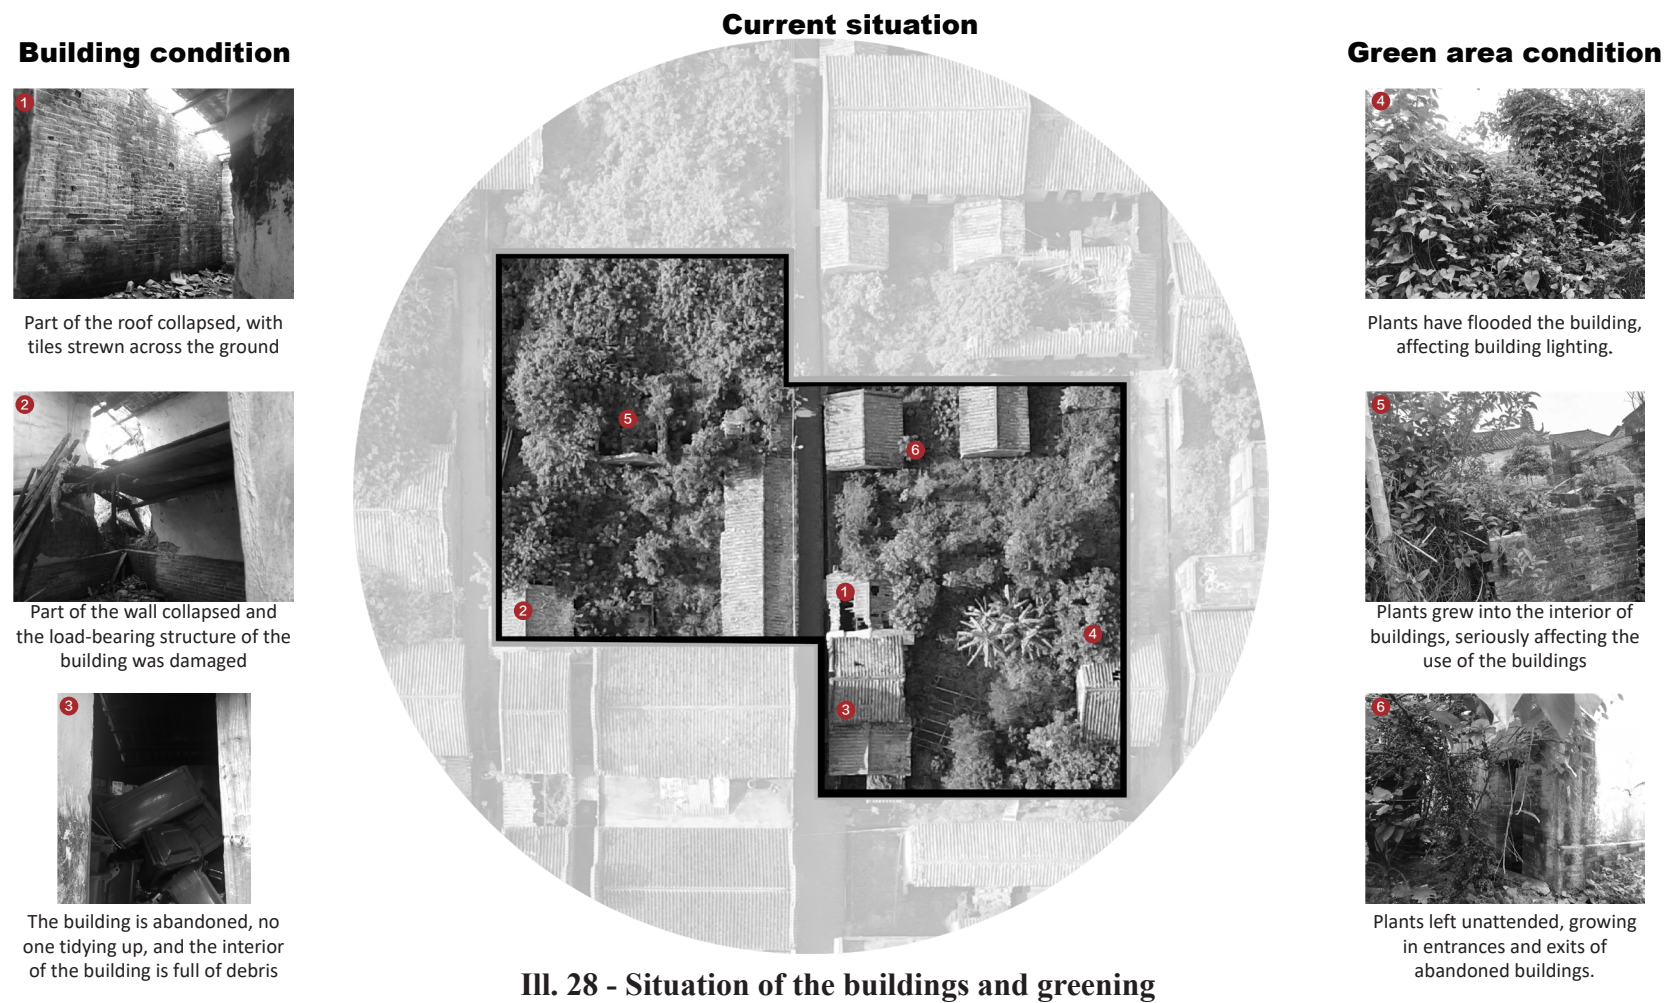 Current situation
Building condition
1
Part of the roof collapsed, with
tiles strewn across the ground
2
Part of the wall collapsed and
the load-bearing structure of the
building was damaged
3
The building is abandoned, no
one tidying up, and the interior
of the building is full of debris
5
6
2
1
4
3
Green area condition
4
Plants have flooded the building,
affecting building lighting.
5
Plants grew into the interior of
buildings, seriously affecting the
use of the buildings
6
Plants left unattended, growing
in entrances and exits of
abandoned buildings.
Ill. 28 - Situation of the buildings and greening